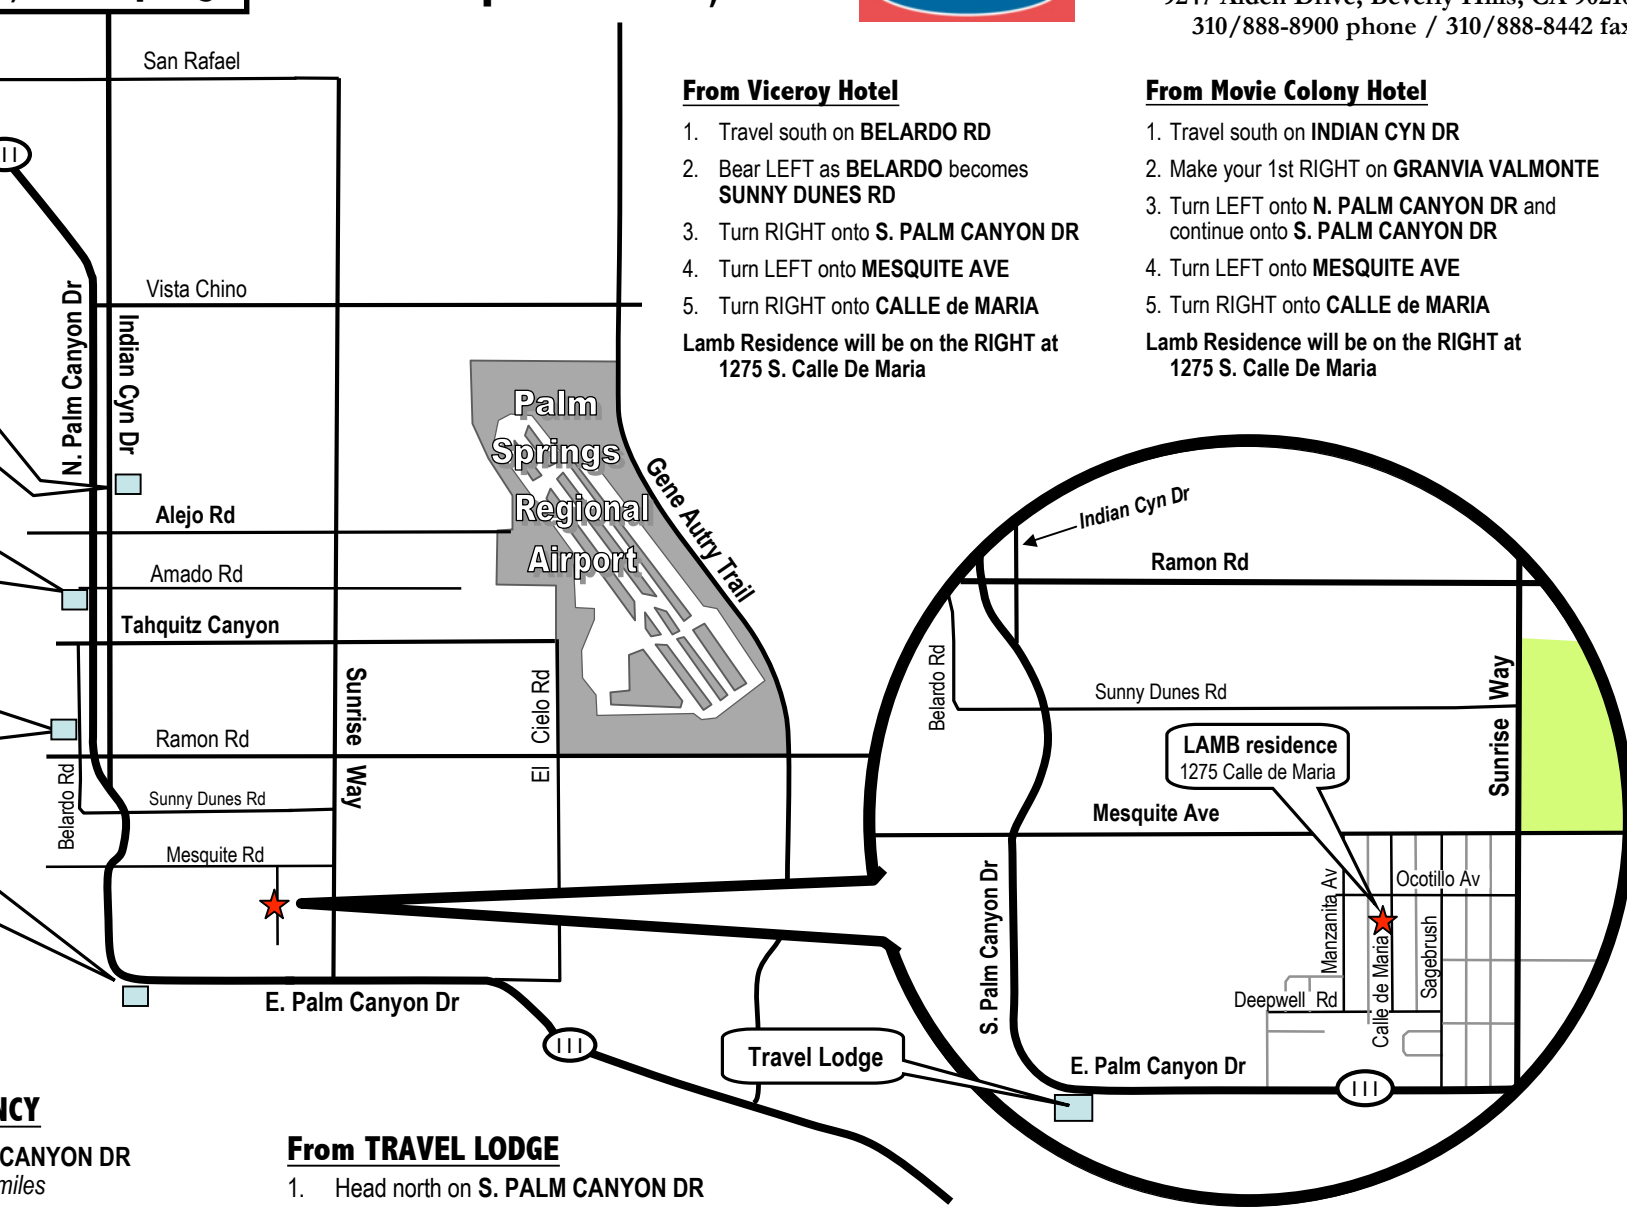 9247 Alden Drive, Beverly Hills, CA
310/888-8900 phone / 310/888-8442 fax
From Viceroy Hotel
1. Travel south on BELARDO RD
2. Bear LEFT as BELARDO becomes
SUNNY DUNES RD
3. Turn RIGHT onto S. PALM CANYON DR
4. Turn LEFT onto MESQUITE AVE
5. Turn RIGHT onto CALLE de MARIA
Lamb Residence will be on the RIGHT at
1275 S. Calle De Maria
From Movie Colony Hotel
1. Travel south on INDIAN CYN DR
2. Make your 1st RIGHT on GRANVIA VALMONTE
3. Turn LEFT onto N. PALM CANYON DR and
continue onto S. PALM CANYON DR
4. Turn LEFT onto MESQUITE AVE
5. Turn RIGHT onto CALLE de MARIA
Lamb Residence will be on the RIGHT at
1275 S. Calle De Maria
San Rafael
Vista Chino
N. Palm Canyon Dr
Indian Cyn Dr
Palm
Springs
Regional
Airport
Gene Autry Trail
Alejo Rd
Amado Rd
Tahquitz Canyon
Sunrise Way
El Cielo Rd
Ramon Rd
Belardo Rd
Sunny Dunes Rd
Mesquite Rd
E. Palm Canyon Dr
111
Indian Cyn Dr
Ramon Rd
Belardo Rd
Sunny Dunes Rd
Sunrise Way
LAMB residence
1275 Calle de Maria
Mesquite Ave
S. Palm Canyon Dr
Manzanita Av
Ocotillo Av
Calle de Maria
Sagebrush
Deepwell Rd
E. Palm Canyon Dr
111
Travel Lodge
NCY
CANYON DR
miles
From TRAVEL LODGE
1. Head north on S. PALM CANYON DR